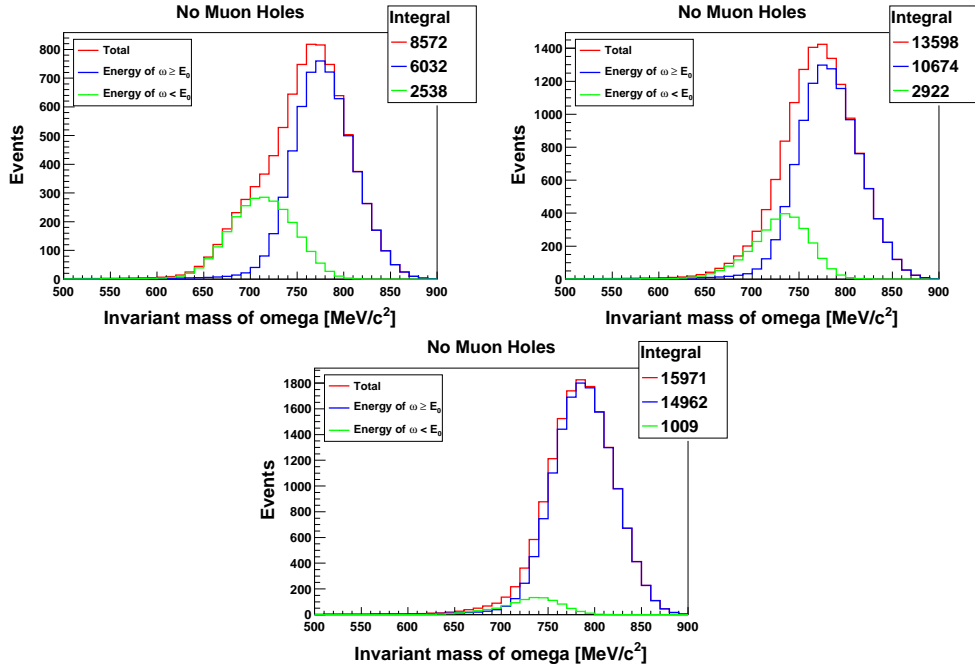 No Muon Holes
Integral
8572
6032
2538
Total
Energy of ω ≥ E₀
Energy of ω < E₀
Events
800
700
600
500
400
300
200
100
0
500 550 600 650 700 750 800 850 900
Invariant mass of omega [MeV/c²]
No Muon Holes
Integral
13598
10674
2922
Total
Energy of ω ≥ E₀
Energy of ω < E₀
Events
1400
1200
1000
800
600
400
200
0
500 550 600 650 700 750 800 850 900
Invariant mass of omega [MeV/c²]
No Muon Holes
Integral
15971
14962
1009
Total
Energy of ω ≥ E₀
Energy of ω < E₀
Events
1800
1600
1400
1200
1000
800
600
400
200
0
500 550 600 650 700 750 800 850 900
Invariant mass of omega [MeV/c²]